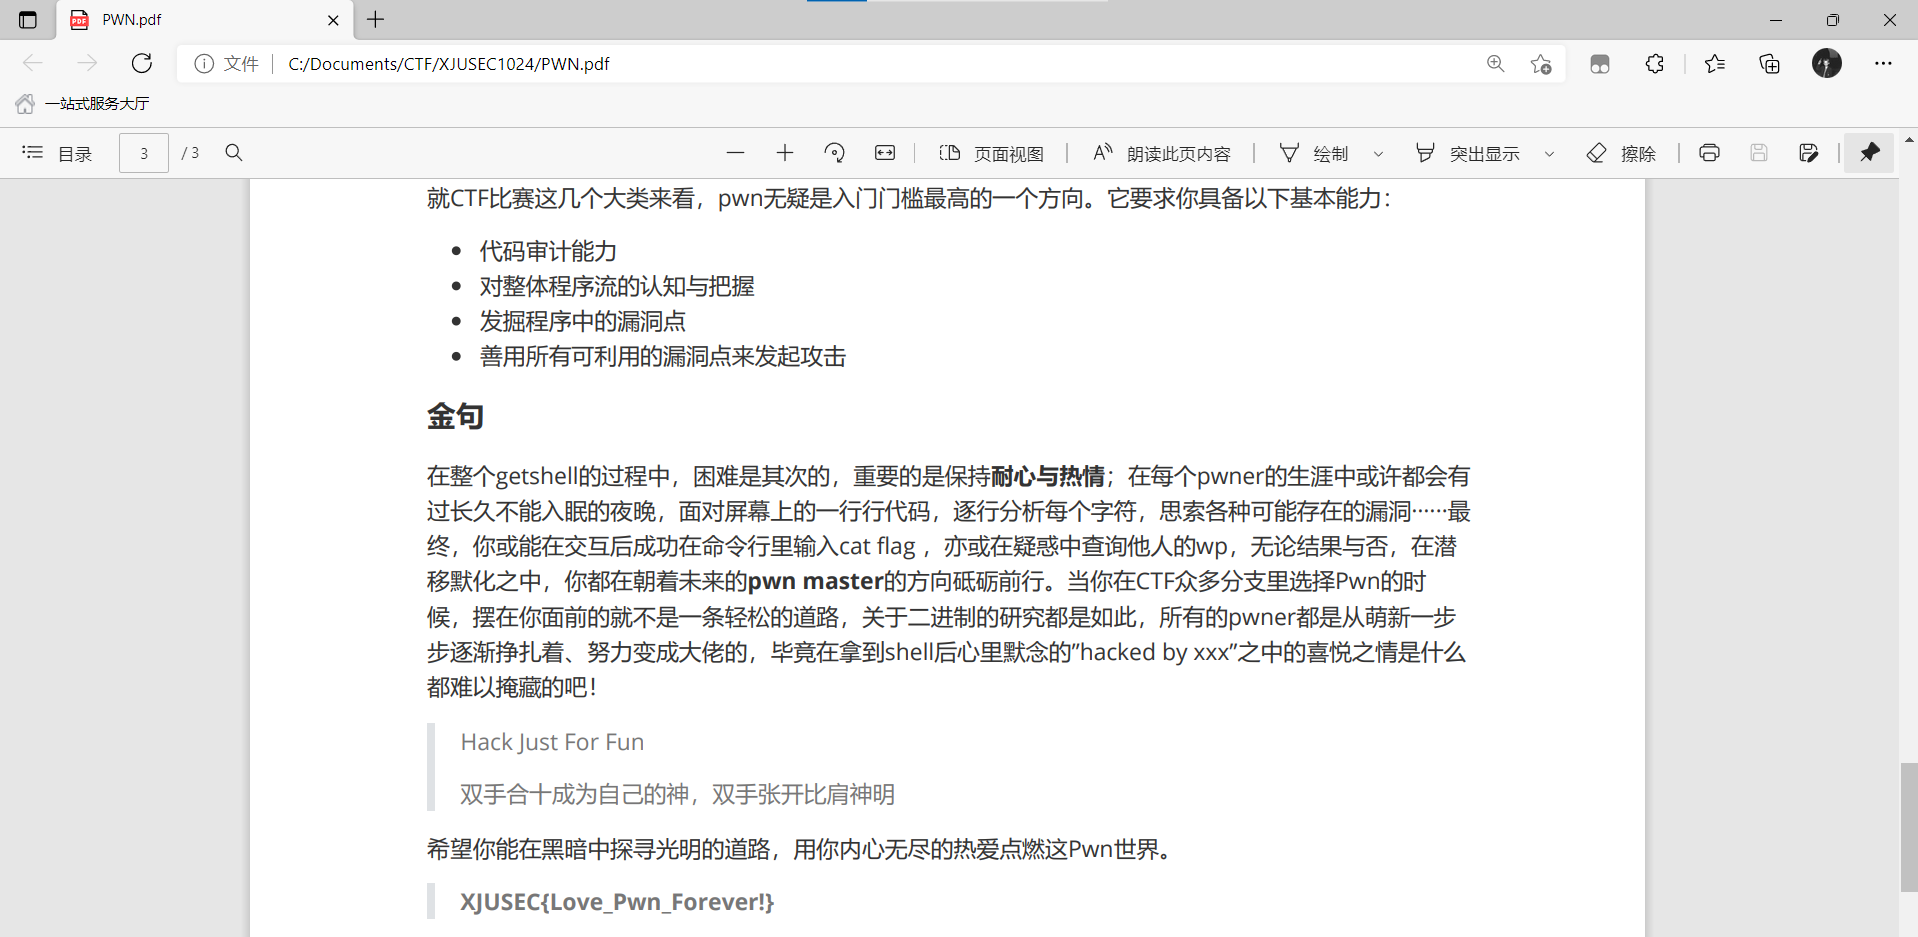 PWN.pdf
文件
C:/Documents/CTF/XJUSEC1024/PWN.pdf
一站式服务大厅
目录
3
/ 3
页面视图
朗读此页内容
绘制
突出显示
擦除
就CTF比赛这几个大类来看，pwn无疑是入门门槛最高的一个方向。它要求你具备以下基本能力：
• 代码审计能力
• 对整体程序流的认知与把握
• 发掘程序中的漏洞点
• 善用所有可利用的漏洞点来发起攻击
金句
在整个getshell的过程中，困难是其次的，重要的是保持耐心与热情；在每个pwner的生涯中或许都会有
过长久不能入眠的夜晚，面对屏幕上的一行行代码，逐行分析每个字符，思索各种可能存在的漏洞……最
终，你或能在交互后成功在命令行里输入cat flag ，亦或在疑惑中查询他人的wp，无论结果与否，在潜
移默化之中，你都在朝着未来的pwn master的方向砥砺前行。当你在CTF众多分支里选择Pwn的时
候，摆在你面前的就不是一条轻松的道路，关于二进制的研究都是如此，所有的pwner都是从萌新一步
步逐渐挣扎着、努力变成大佬的，毕竟在拿到shell后心里默念的”hacked by xxx”之中的喜悦之情是什么
都难以掩藏的吧！
Hack Just For Fun
双手合十成为自己的神，双手张开比肩神明
希望你能在黑暗中探寻光明的道路，用你内心无尽的热爱点燃这Pwn世界。
XJUSEC{Love_Pwn_Forever!}